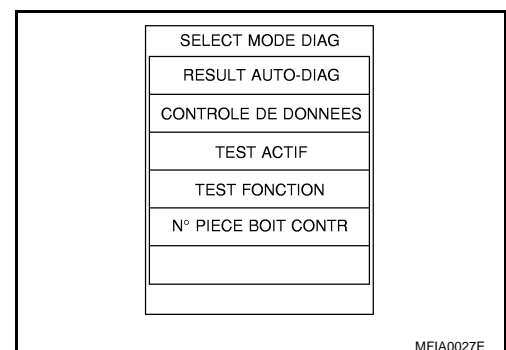 SELECT MODE DIAG
RESULT AUTO-DIAG
CONTROLE DE DONNEES
TEST ACTIF
TEST FONCTION
N° PIECE BOIT CONTR
MFIA0027E